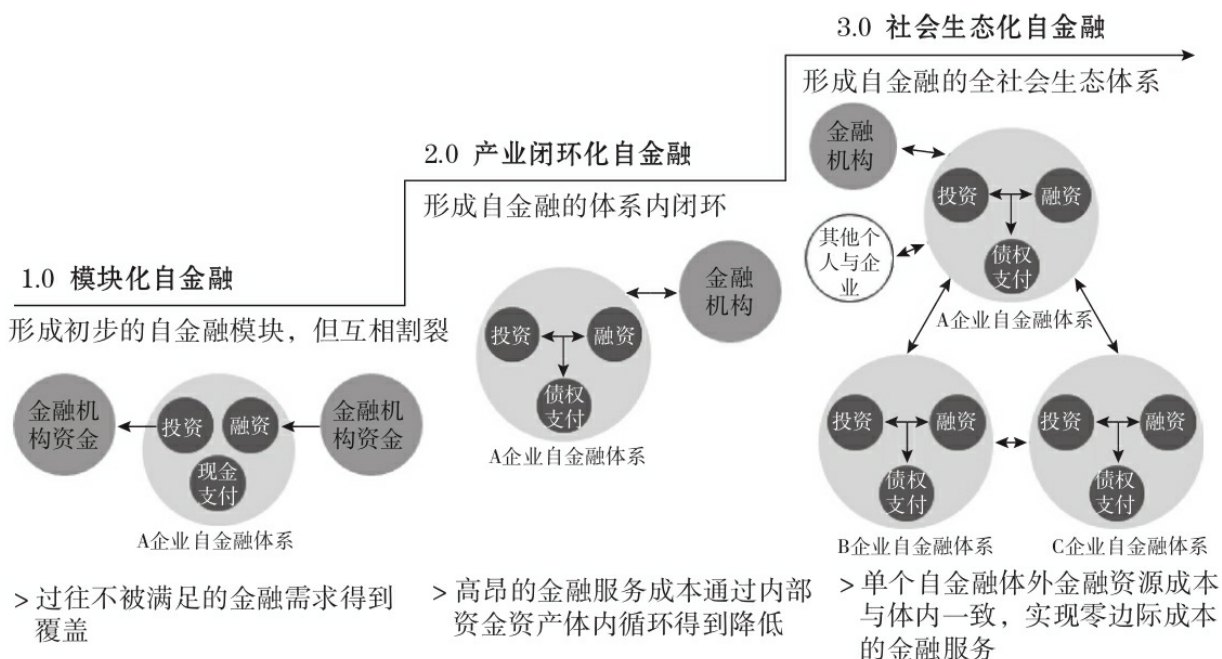 1.0 模块化自金融
形成初步的自金融模块，但互相割裂
金融机
构资金
投资
融资
现金
支付
金融机
构资金
A企业自金融体系
>过往不被满足的金融需求得到
覆盖
2.0 产业闭环化自金融
形成自金融的体系内闭环
金融
机构
投资
融资
债权
支付
A企业自金融体系
>高昂的金融服务成本通过内部
资金资产体内循环得到降低
3.0 社会生态化自金融
形成自金融的全社会生态体系
金融
机构
投资
融资
债权
支付
其他个
人与企
业
A企业自金融体系
投资
融资
债权
支付
B企业自金融体系
投资
融资
债权
支付
C企业自金融体系
>单个自金融体外金融资源成本
与体内一致，实现零边际成本
的金融服务